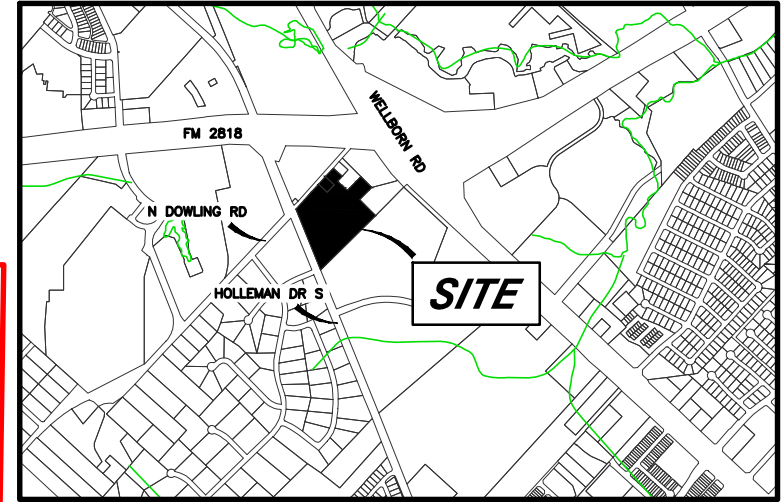 WELLBORN RD
FM 2818
N DOWLING RD
HOLLEMAN DR S
SITE